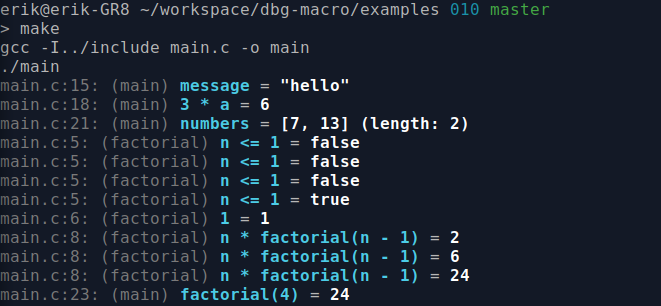 erik@erik-GR8 ~/workspace/dbg-macro/examples 010 master
> make
gcc -I../include main.c -o main
./main
main.c:15: (main) message = "hello"
main.c:18: (main) 3 * a = 6
main.c:21: (main) numbers = [7, 13] (length: 2)
main.c:5: (factorial) n <= 1 = false
main.c:5: (factorial) n <= 1 = false
main.c:5: (factorial) n <= 1 = false
main.c:5: (factorial) n <= 1 = true
main.c:6: (factorial) 1 = 1
main.c:8: (factorial) n * factorial(n - 1) = 2
main.c:8: (factorial) n * factorial(n - 1) = 6
main.c:8: (factorial) n * factorial(n - 1) = 24
main.c:23: (main) factorial(4) = 24